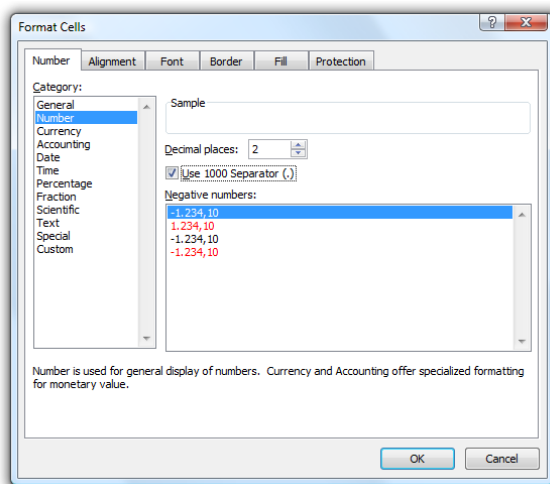 Format Cells
Number Alignment Font Border Fill Protection
Category:
General
Number
Currency
Accounting
Date
Time
Percentage
Fraction
Scientific
Text
Special
Custom
Sample
Decimal places: 2
Use 1000 Separator (.)
Negative numbers:
-1.234,10
1.234,10
-1.234,10
-1.234,10
Number is used for general display of numbers. Currency and Accounting offer specialized formatting
for monetary value.
OK Cancel